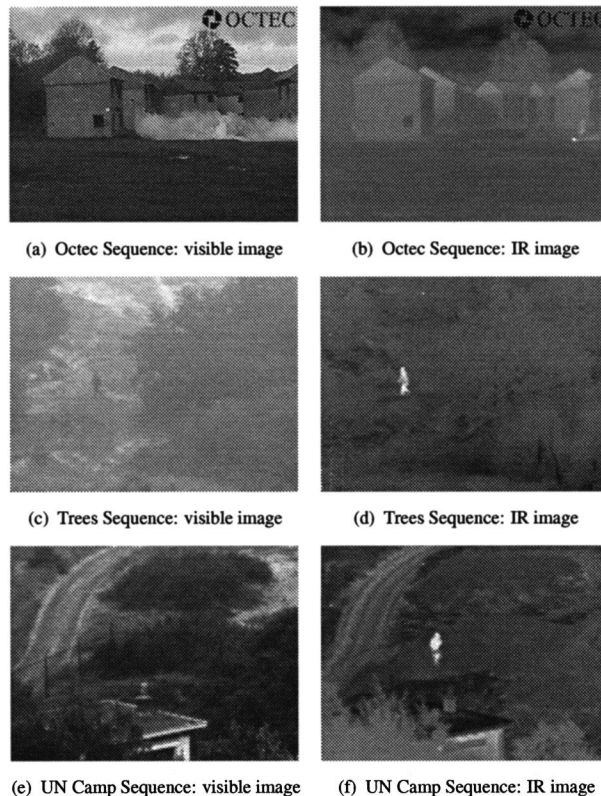 OCTEC
OCTEC
(a) Octec Sequence: visible image
(b) Octec Sequence: IR image
(c) Trees Sequence: visible image
(d) Trees Sequence: IR image
(e) UN Camp Sequence: visible image
(f) UN Camp Sequence: IR image